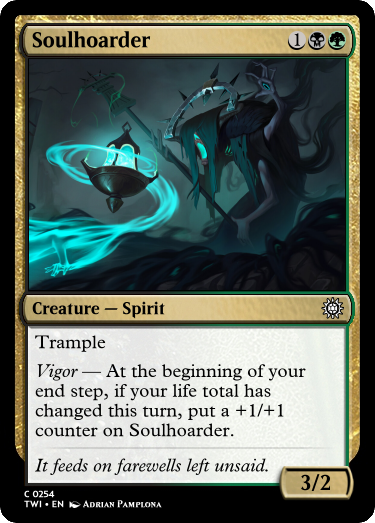 Soulhoarder 1
Creature — Spirit
Trample
Vigor — At the beginning of your
end step, if your life total has
changed this turn, put a +1/+1
counter on Soulhoarder.
It feeds on farewells left unsaid.
3/2
C 0254
TWI • EN Adrian Pamplona